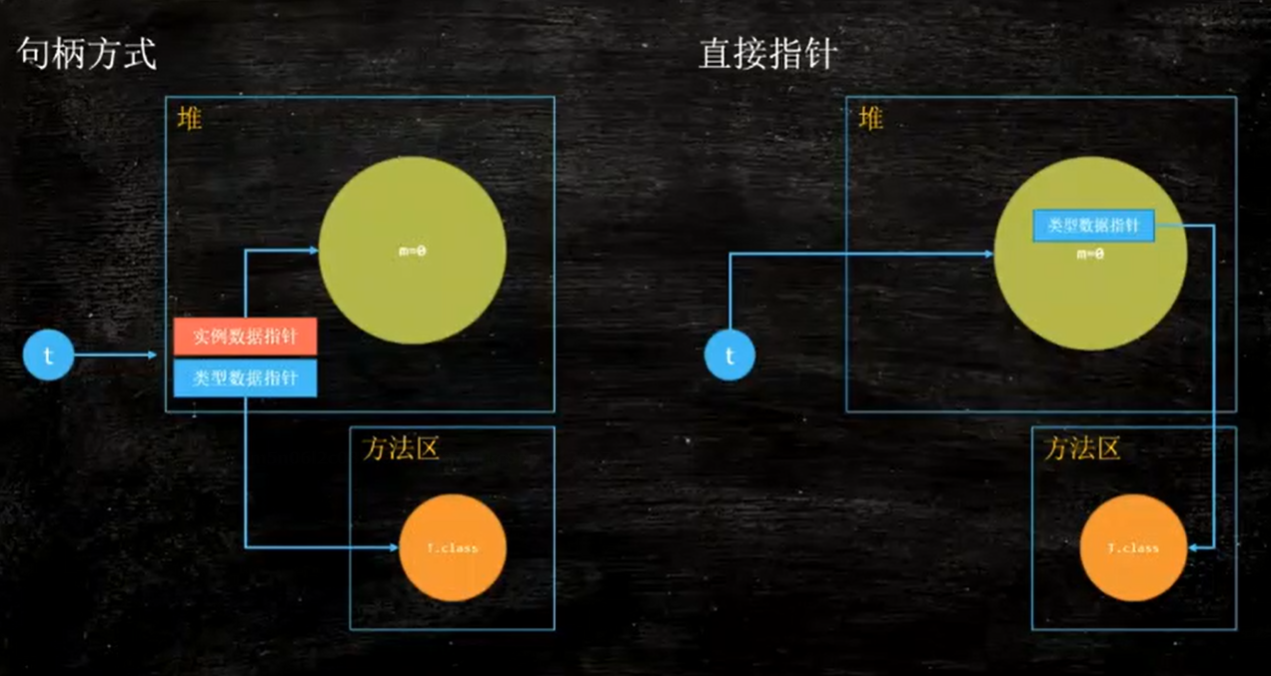 句柄方式
堆
m=0
实例数据指针
t
类型数据指针
方法区
T.class
直接指针
堆
类型数据指针
m=0
t
方法区
T.class